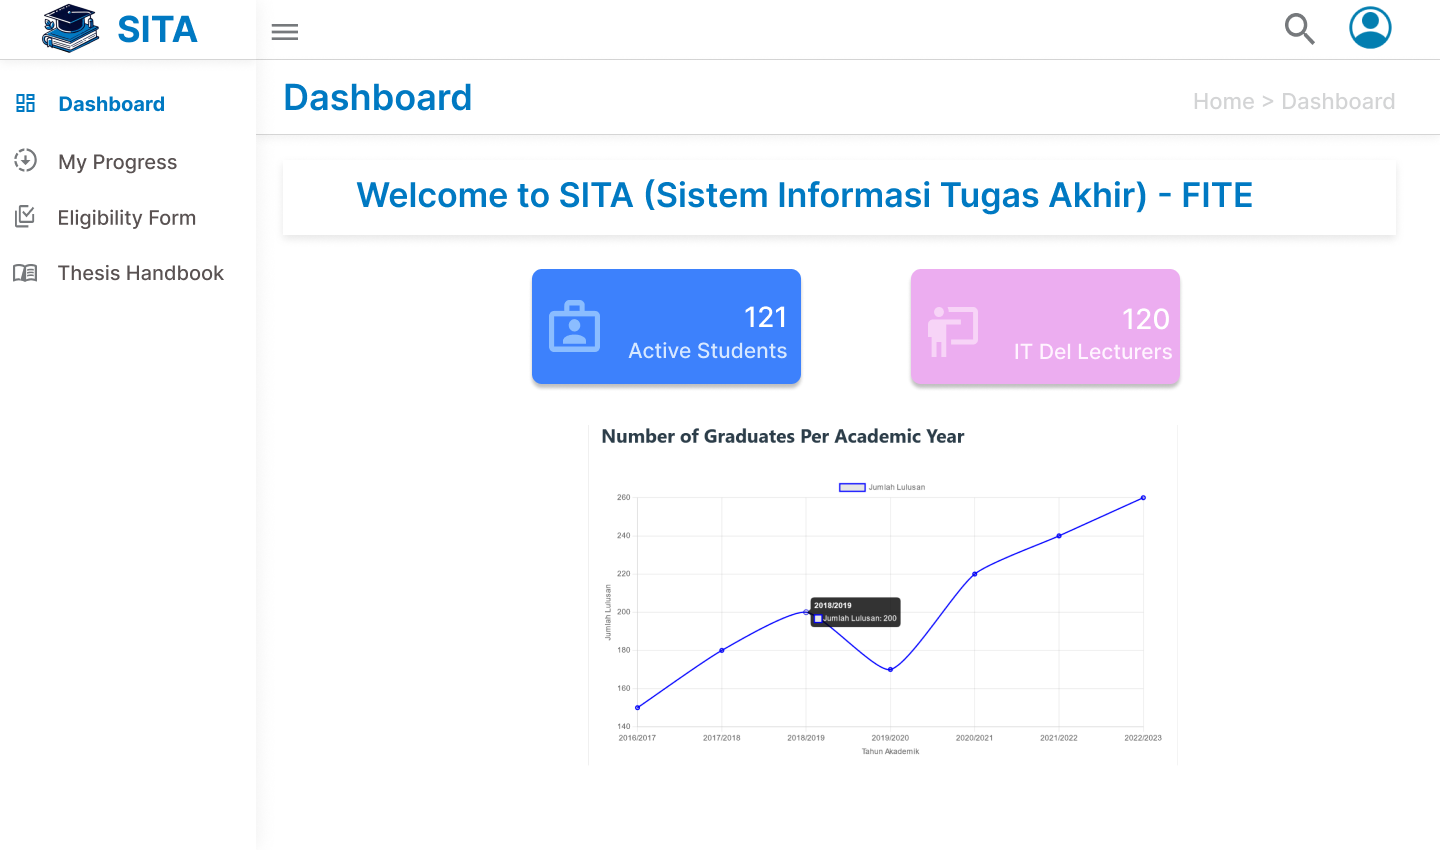 SITA
Dashboard
My Progress
Eligibility Form
Thesis Handbook
Dashboard
Home > Dashboard
Welcome to SITA (Sistem Informasi Tugas Akhir) - FITE
121
Active Students
120
IT Del Lecturers
Number of Graduates Per Academic Year
Jumlah Lulusan
260
240
220
200
180
160
140
Jumlah Lulusan
2018/2019
Jumlah Lulusan: 200
2016/2017 2017/2018 2018/2019 2019/2020 2020/2021 2021/2022 2022/2023
Tahun Akademik